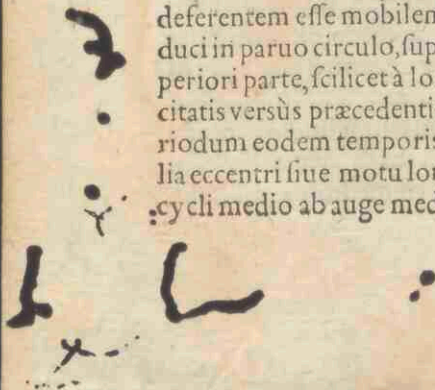 deferentem eſſe mobilem
duci in paruo circulo, ſup
periori parte, ſcilicet à lo
citatis versùs præcedenti
riodum eodem temporis
lia eccentri ſiue motu lon
cycli medio ab auge med